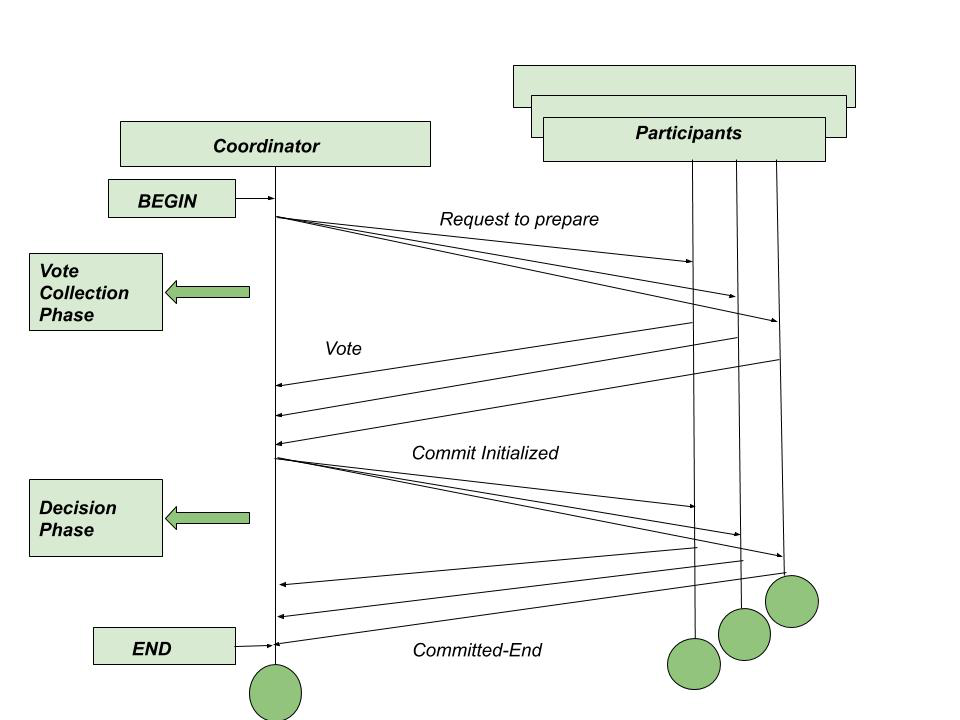 Participants
Coordinator
BEGIN
Request to prepare
Vote
Collection
Phase
Vote
Commit Initialized
Decision
Phase
END
Committed-End